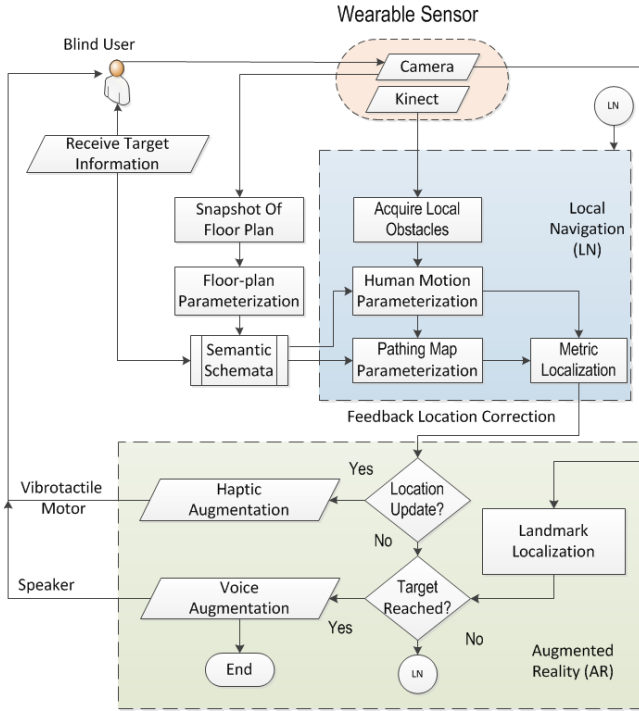 Wearable Sensor
Blind User
Camera
Kinect
LN
Receive Target
Information
Snapshot Of
Floor Plan
Acquire Local
Obstacles
Local
Navigation
(LN)
Floor-plan
Parameterization
Human Motion
Parameterization
Semantic
Schemata
Pathing Map
Parameterization
Metric
Localization
Feedback Location Correction
Yes
Location
Update?
Vibrotactile
Motor
Haptic
Augmentation
No
Landmark
Localization
Speaker
Voice
Augmentation
Yes
Target
Reached?
No
End
LN
Augmented
Reality (AR)